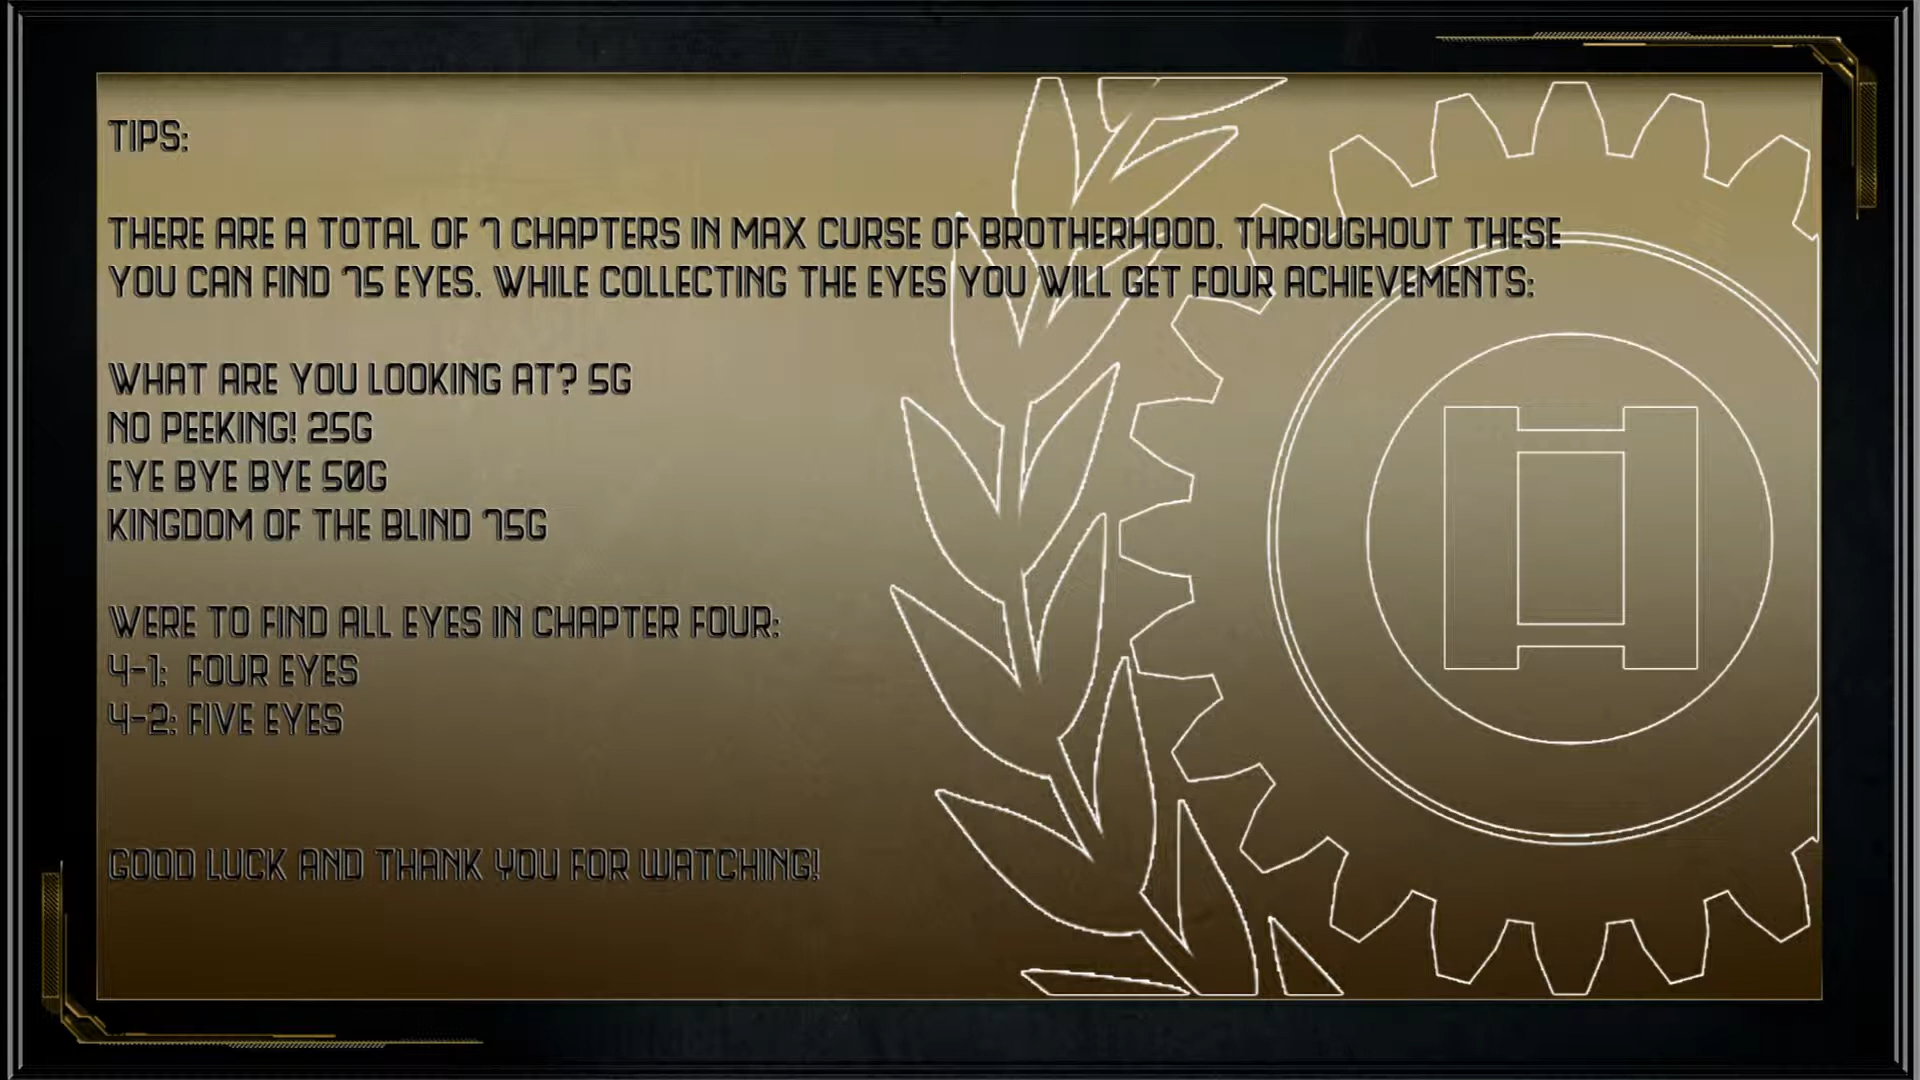 TIPS:
THERE ARE A TOTAL OF 7 CHAPTERS IN MAX CURSE OF BROTHERHOOD. THROUGHOUT THESE
YOU CAN FIND 75 EYES. WHILE COLLECTING THE EYES YOU WILL GET FOUR ACHIEVEMENTS:
WHAT ARE YOU LOOKING AT? 5G
NO PEEKING! 25G
EYE BYE BYE 50G
KINGDOM OF THE BLIND 75G
WERE TO FIND ALL EYES IN CHAPTER FOUR:
4-1: FOUR EYES
4-2: FIVE EYES
GOOD LUCK AND THANK YOU FOR WATCHING!